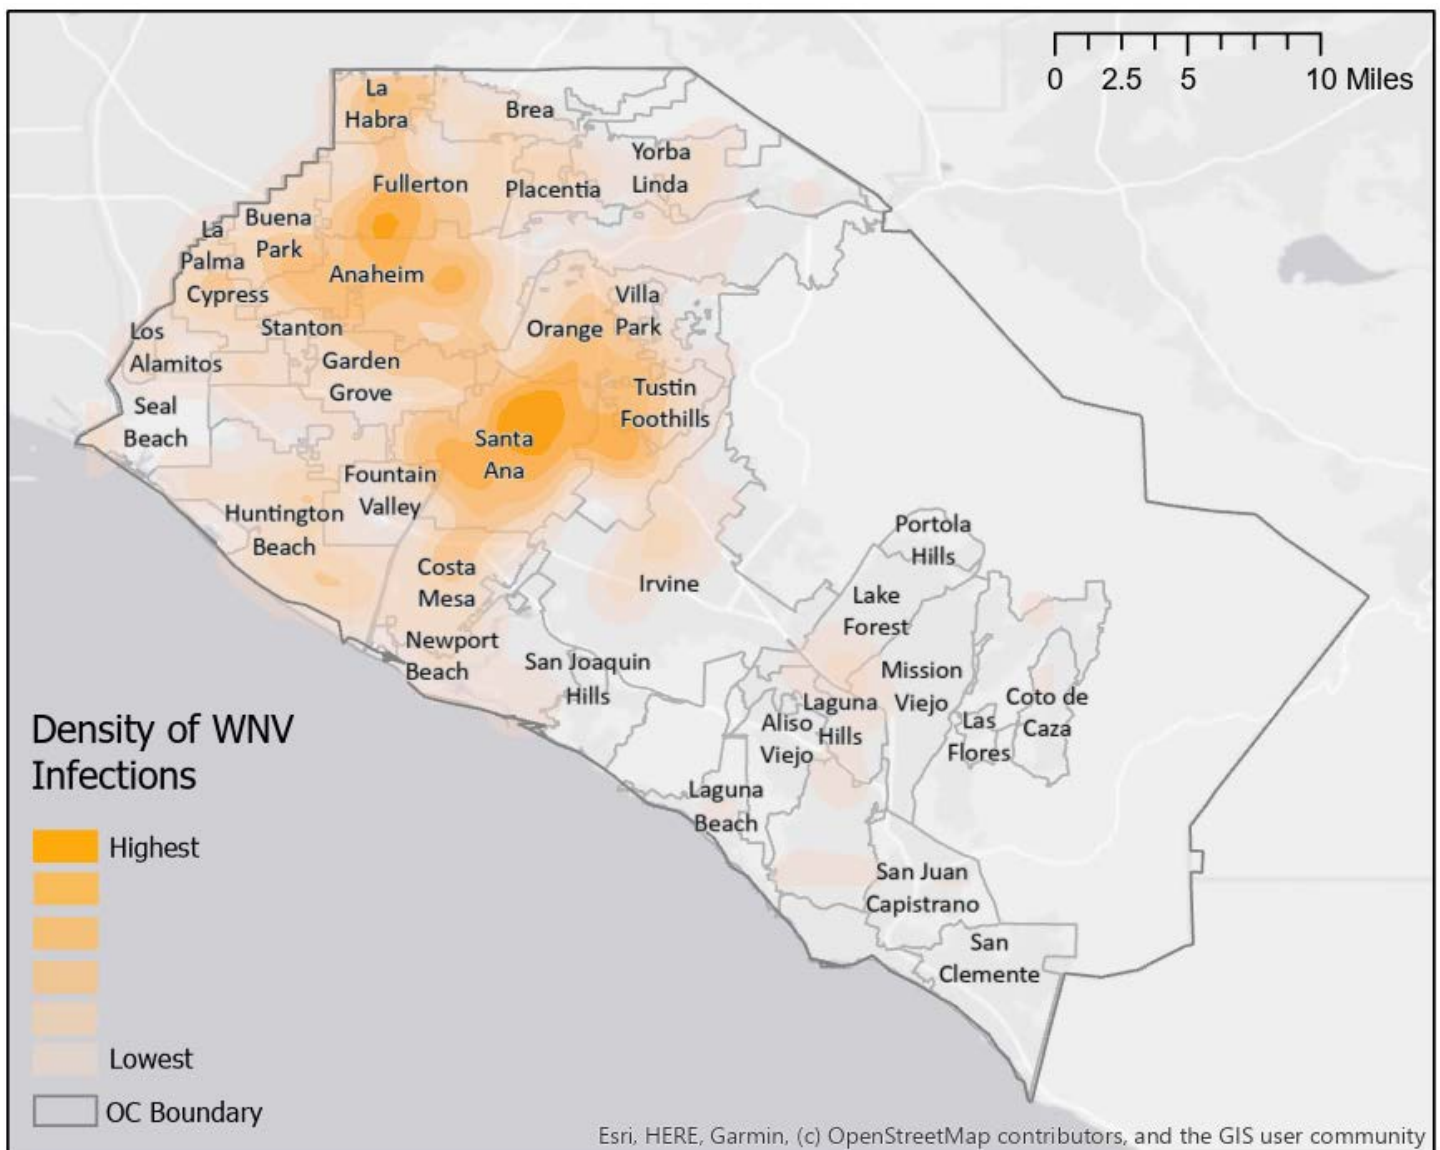 0 2.5 5 10 Miles
La
Habra
Brea
Yorba
Linda
Fullerton
Placentia
Buena
Park
La
Palma
Anaheim
Cypress
Villa
Park
Orange
Stanton
Los
Alamitos
Garden
Grove
Tustin
Foothills
Seal
Beach
Santa
Ana
Fountain
Valley
Huntington
Beach
Portola
Hills
Costa
Mesa
Irvine
Lake
Forest
Newport
Beach
San Joaquin
Hills
Mission
Viejo
Laguna
Hills
Coto de
Caza
Aliso
Viejo
Las
Flores
Laguna
Beach
San Juan
Capistrano
San
Clemente
Density of WNV
Infections
Highest
Lowest
OC Boundary
Esri, HERE, Garmin, (c) OpenStreetMap contributors, and the GIS user community